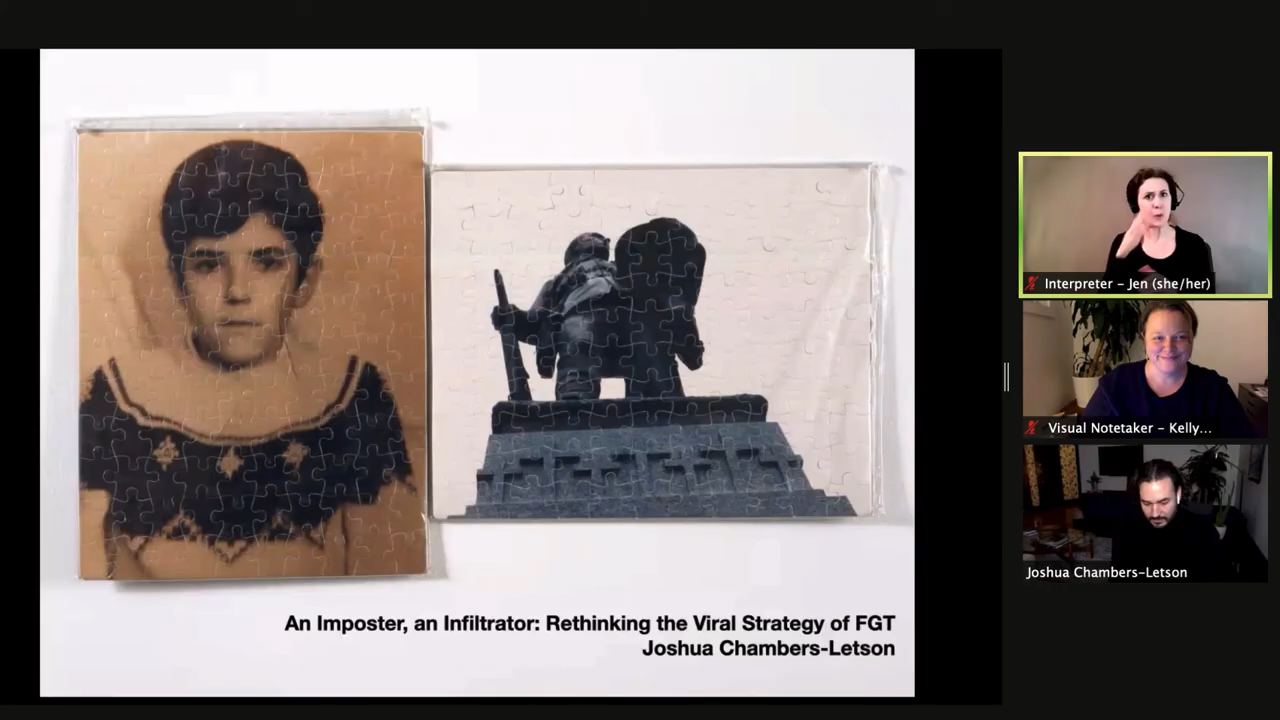 An Imposter, an Infiltrator: Rethinking the Viral Strategy of FGT
Joshua Chambers-Letson
Interpreter – Jen (she/her)
Visual Notetaker – Kelly...
Joshua Chambers-Letson